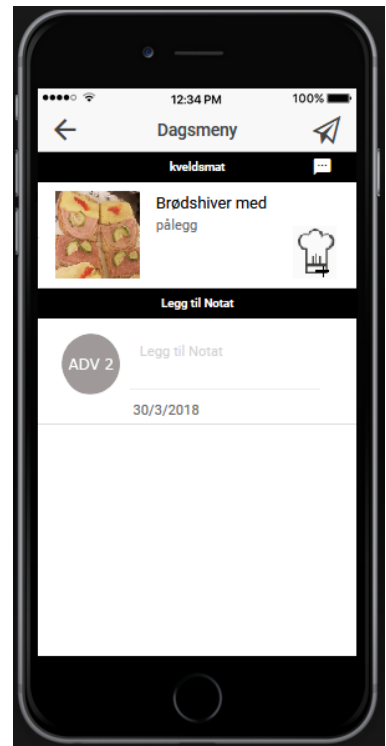 12:34 PM
100%
Dagsmeny
kveldsmat
Brødshiver med
pålegg
Legg til Notat
ADV 2
Legg til Notat
30/3/2018